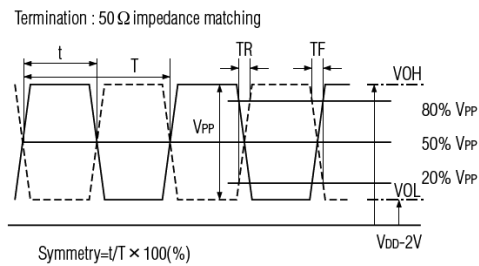 Termination : 50 Ω impedance matching
t
T
TR
TF
VOH
80% VPP
VPP
50% VPP
20% VPP
VOL
VDD-2V
Symmetry=t/T × 100(%)